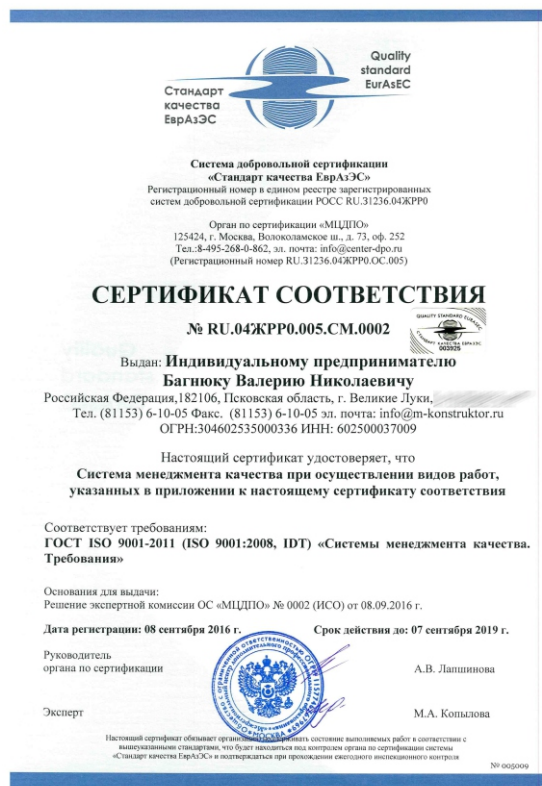 Стандарт
качества
ЕврАзЭС
Quality
standard
EurAsEC
Система добровольной сертификации
«Стандарт качества ЕврАзЭС»
Регистрационный номер в едином реестре зарегистрированных
систем добровольной сертификации РОСС RU.31236.04ЖРР0
Орган по сертификации «МЦДПО»
125424, г. Москва, Волоколамское ш., д. 73, оф. 252
Тел.:8-495-268-0-862, эл. почта: info@center-dpo.ru
(Регистрационный номер RU.31236.04ЖРР0.ОС.005)
СЕРТИФИКАТ СООТВЕТСТВИЯ
№ RU.04ЖРР0.005.СМ.0002
QUALITY STANDARD EURASEC
СТАНДАРТ КАЧЕСТВА ЕВРАЗЭС
003925
Выдан: Индивидуальному предпринимателю
Багнюку Валерию Николаевичу
Российская Федерация,182106, Псковская область, г. Великие Луки,
Тел. (81153) 6-10-05 Факс. (81153) 6-10-05 эл. почта: info@m-konstruktor.ru
ОГРН:304602535000336 ИНН: 602500037009
Настоящий сертификат удостоверяет, что
Система менеджмента качества при осуществлении видов работ,
указанных в приложении к настоящему сертификату соответствия
Соответствует требованиям:
ГОСТ ISO 9001-2011 (ISO 9001:2008, IDT) «Системы менеджмента качества.
Требования»
Основания для выдачи:
Решение экспертной комиссии ОС «МЦДПО» № 0002 (ИСО) от 08.09.2016 г.
Дата регистрации: 08 сентября 2016 г. Срок действия до: 07 сентября 2019 г.
Руководитель
органа по сертификации
А.В. Лапшинова
Эксперт
М.А. Копылова
Настоящий сертификат обязывает организацию поддерживать состояние выполняемых работ в соответствии с
вышеуказанными стандартами, что будет находиться под контролем органа по сертификации системы
«Стандарт качества ЕврАзЭС» и подтверждаться при прохождении ежегодного инспекционного контроля
№ 005009